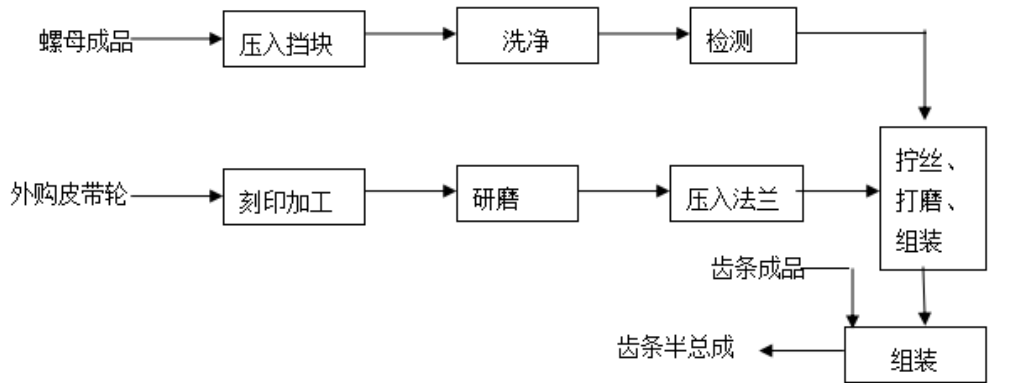 螺母成品
压入挡块
洗净
检测
外购皮带轮
刻印加工
研磨
压入法兰
拧丝、
打磨、
组装
齿条成品
齿条半总成
组装